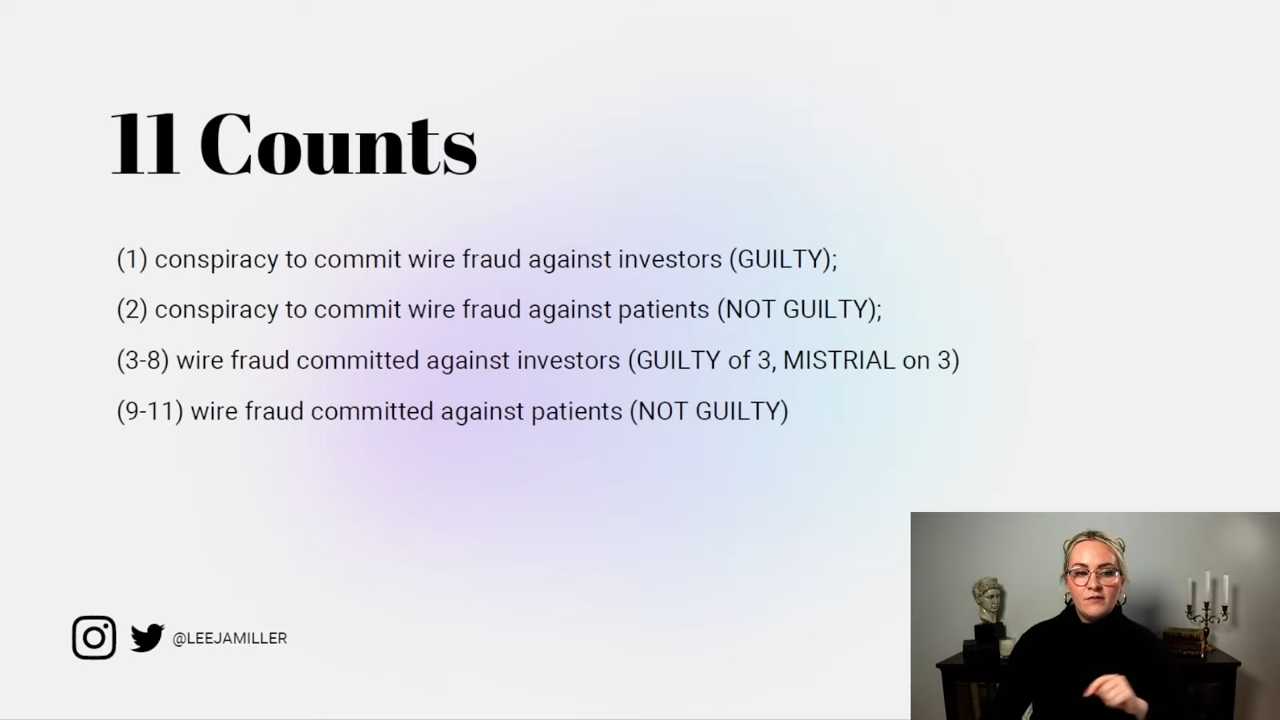 11 Counts
(1) conspiracy to commit wire fraud against investors (GUILTY);
(2) conspiracy to commit wire fraud against patients (NOT GUILTY);
(3-8) wire fraud committed against investors (GUILTY of 3, MISTRIAL on 3)
(9-11) wire fraud committed against patients (NOT GUILTY)
@LEEJAMILLER